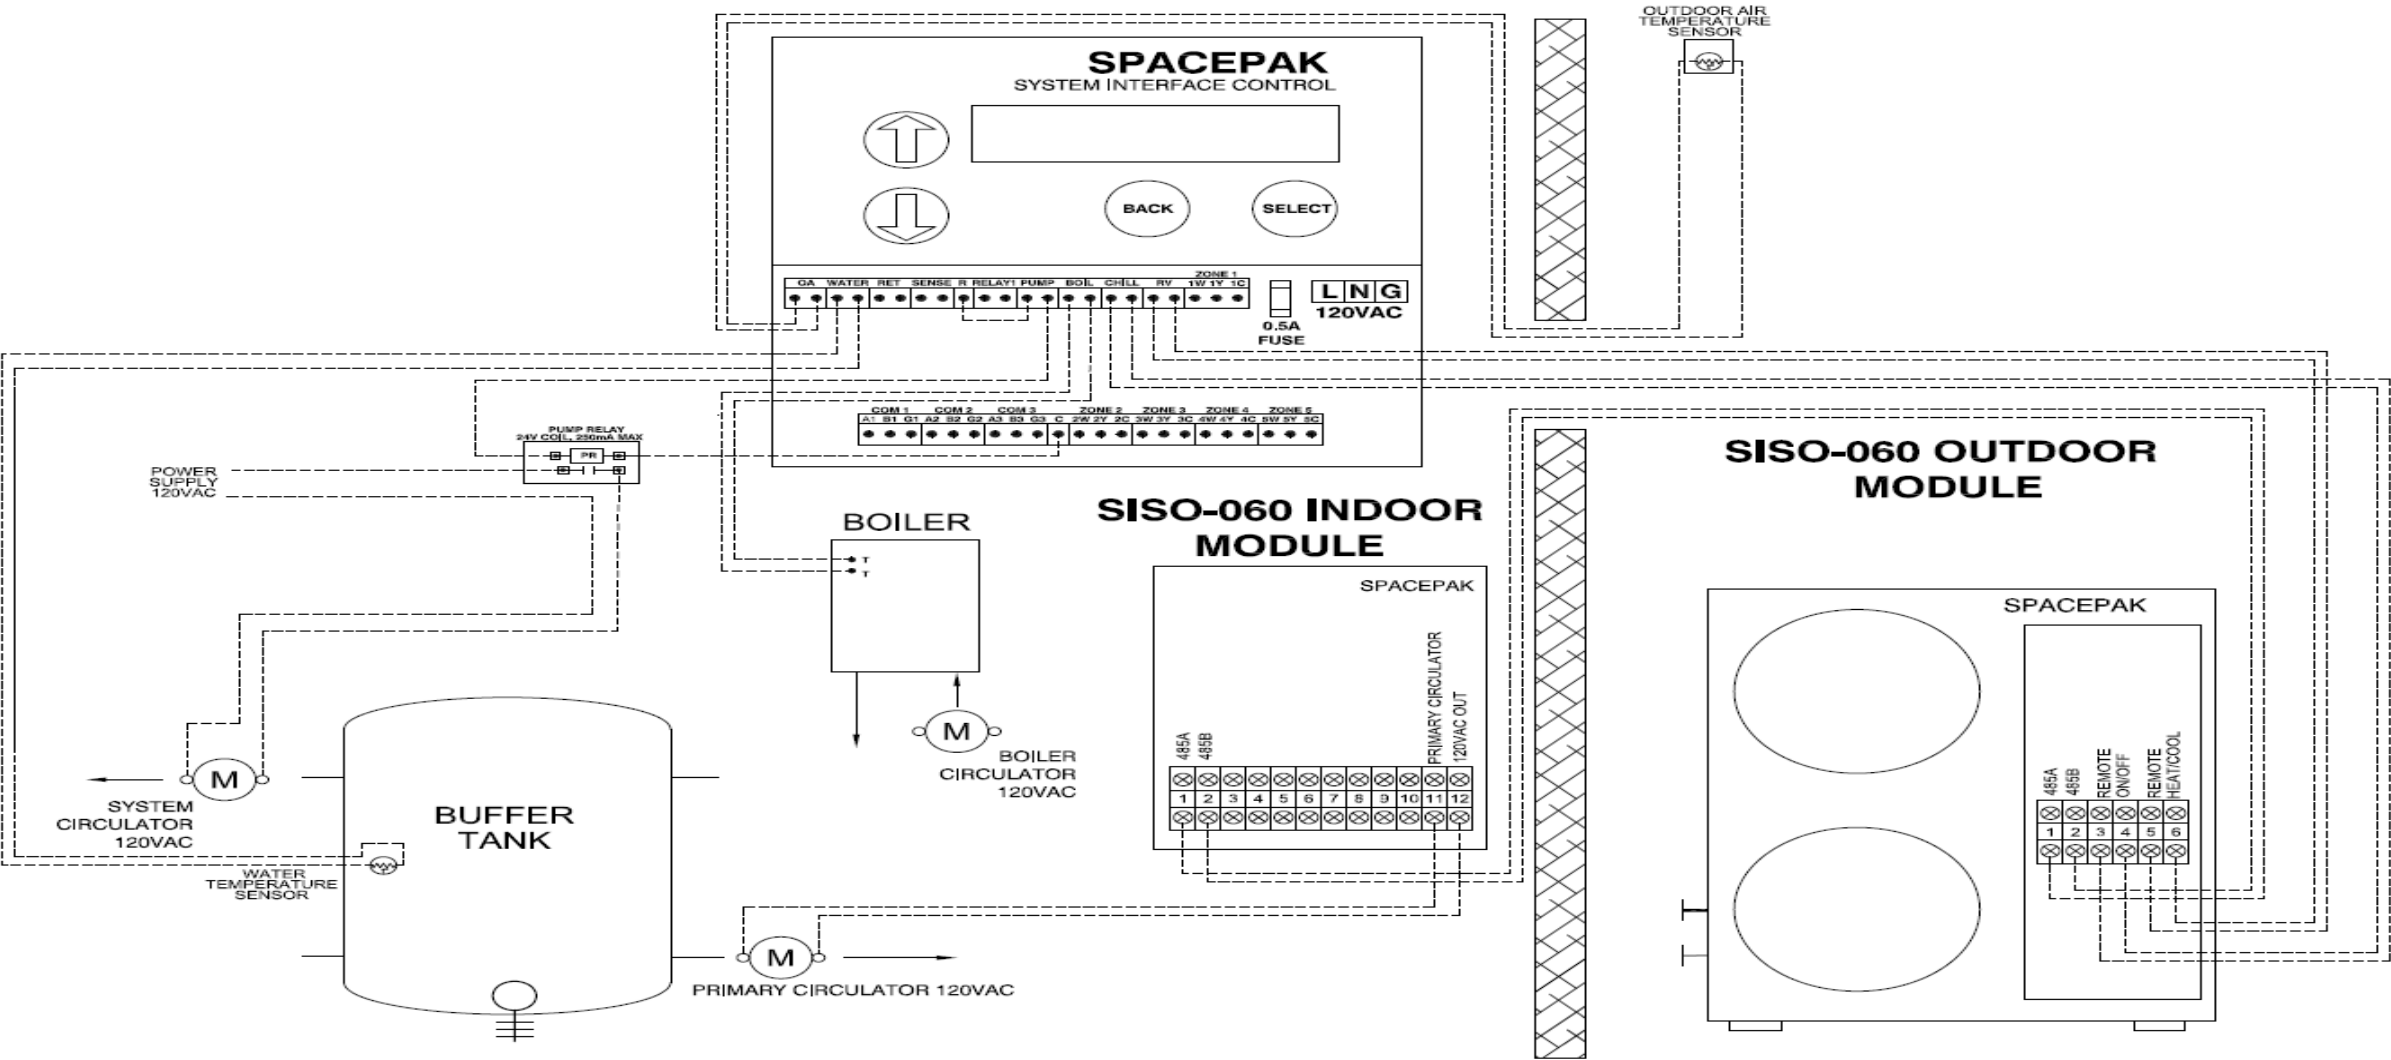 OUTDOOR AIR
TEMPERATURE
SENSOR
SPACEPAK
SYSTEM INTERFACE CONTROL
BACK
SELECT
ZONE 1
OA WATER RET SENSE R RELAY1 PUMP BOIL CHILL RV 1W 1Y 1C
L N G
120VAC
0.5A
FUSE
COM 1 COM 2 COM 3 ZONE 2 ZONE 3 ZONE 4 ZONE 5
A1 B1 G1 A2 B2 G2 A3 B3 G3 C 2W 2Y 2C 3W 3Y 3C 4W 4Y 4C 5W 5Y 5C
PUMP RELAY
24V COIL, 250mA MAX
PR
POWER
SUPPLY
120VAC
SISO-060 OUTDOOR
MODULE
SISO-060 INDOOR
MODULE
BOILER
T
T
SPACEPAK
SPACEPAK
PRIMARY CIRCULATOR
120VAC OUT
485A
485B
1 2 3 4 5 6 7 8 9 10 11 12
485A
485B
REMOTE
ON/OFF
REMOTE
HEAT/COOL
1 2 3 4 5 6
M
BOILER
CIRCULATOR
120VAC
M
SYSTEM
CIRCULATOR
120VAC
BUFFER
TANK
WATER
TEMPERATURE
SENSOR
M
PRIMARY CIRCULATOR 120VAC